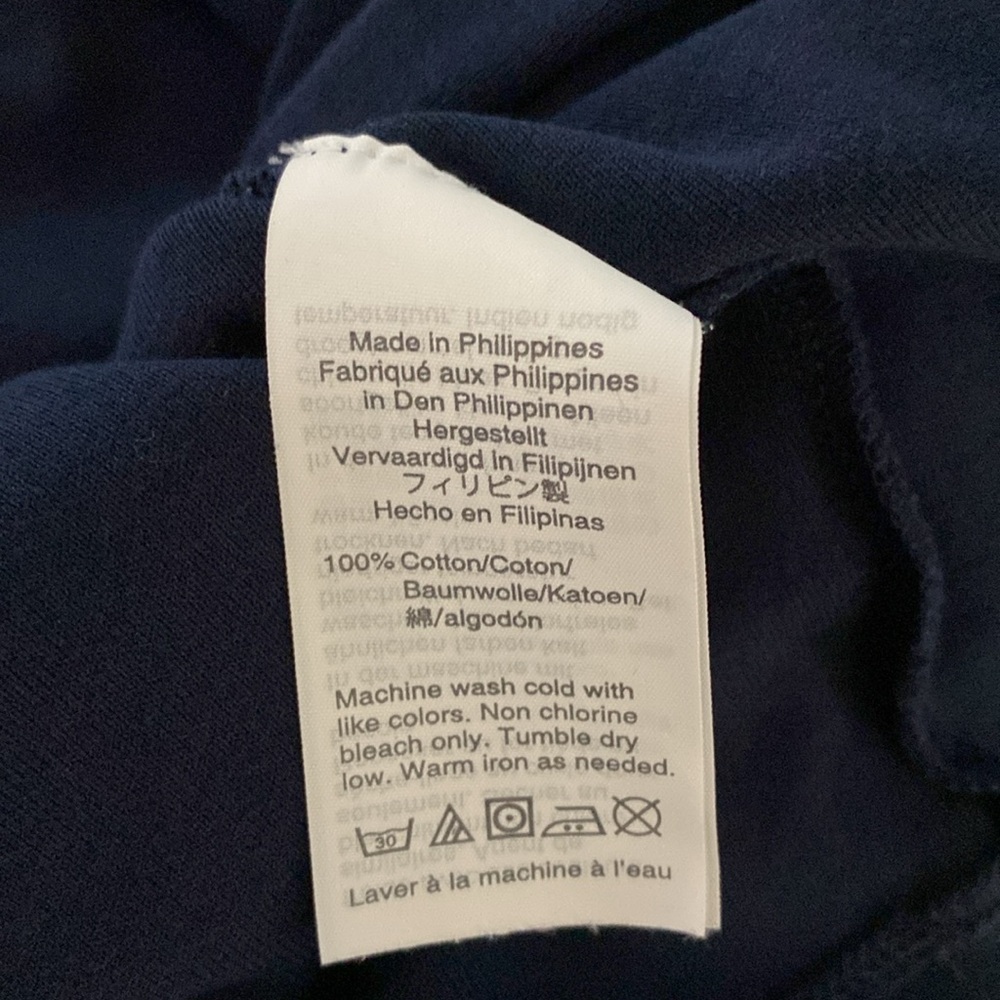 Made in Philippines
Fabriqué aux Philippines
in Den Philippinen
Hergestellt
Vervaardigd in Filipijnen
フィリピン製
Hecho en Filipinas
100% Cotton/Coton/
Baumwolle/Katoen/
綿/algodón
Machine wash cold with
like colors. Non chlorine
bleach only. Tumble dry
low. Warm iron as needed.
30
Laver à la machine à l'eau